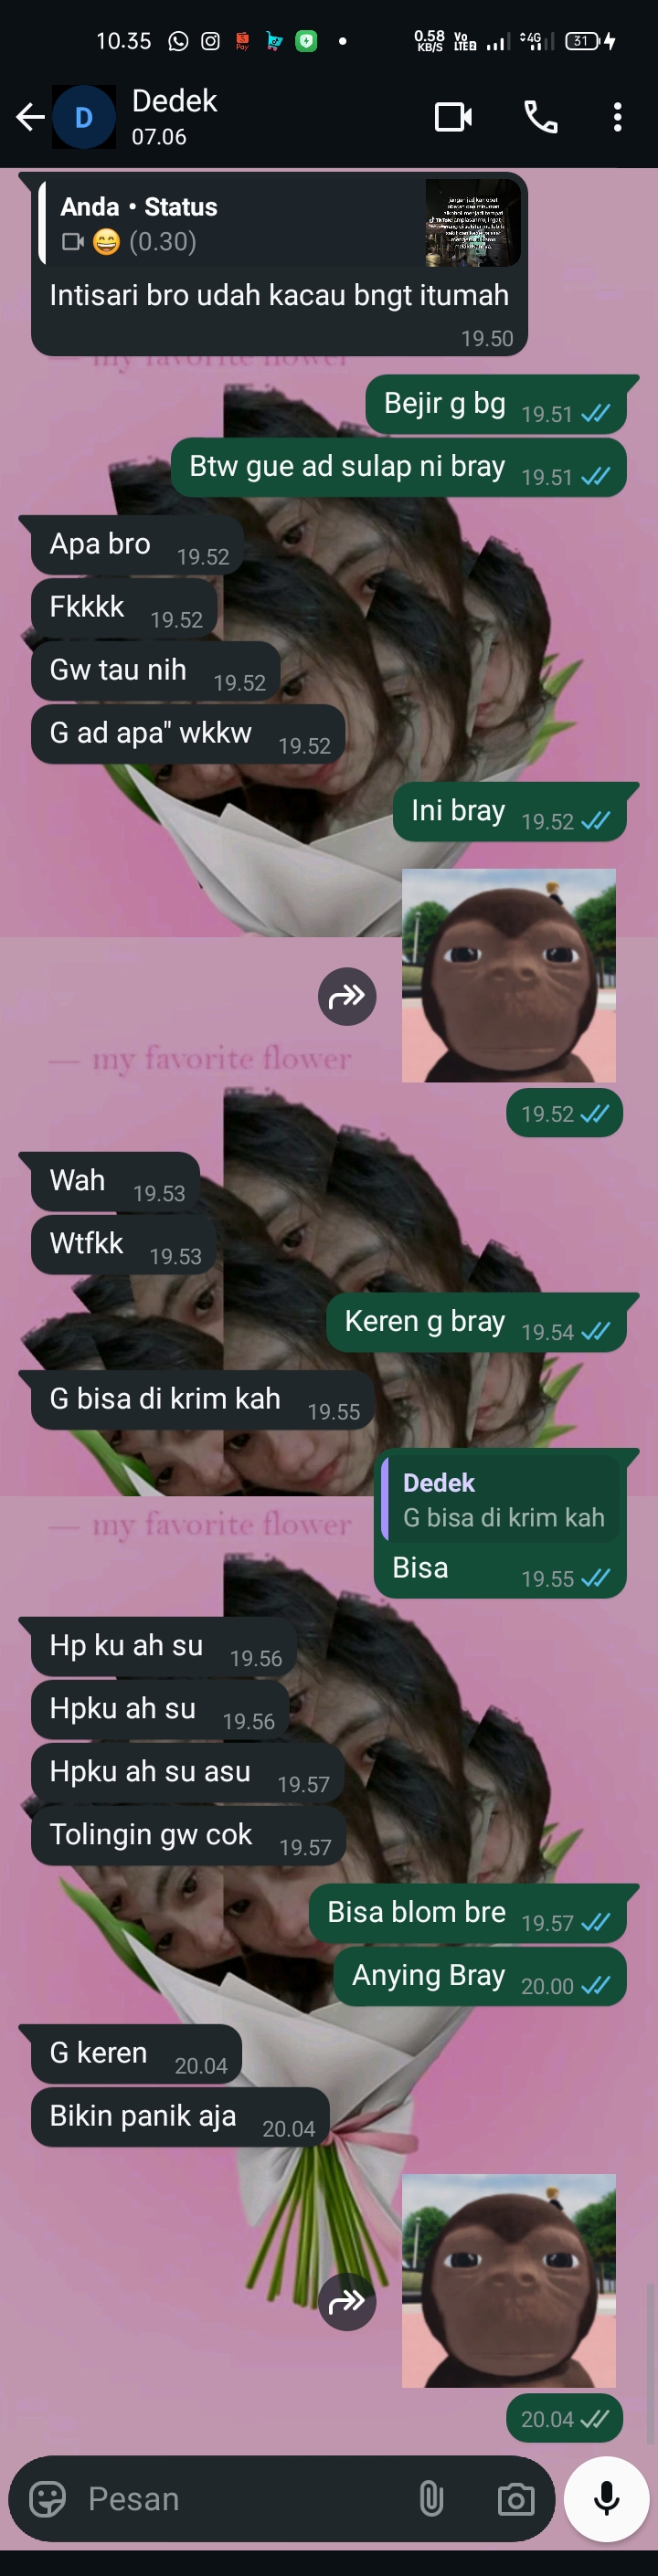 10.35
0.58 KB/S
Vo LTE2
4G
31
D
Dedek
07.06
Anda • Status
😄 (0.30)
Intisari bro udah kacau bngt itumah
19.50
my favorite flower
Bejir g bg 19.51
Btw gue ad sulap ni bray 19.51
Apa bro 19.52
Fkkkk 19.52
Gw tau nih 19.52
G ad apa" wkkw 19.52
Ini bray 19.52
— my favorite flower
19.52
Wah 19.53
Wtfkk 19.53
Keren g bray 19.54
G bisa di krim kah 19.55
Dedek
G bisa di krim kah
— my favorite flower
Bisa 19.55
Hp ku ah su 19.56
Hpku ah su 19.56
Hpku ah su asu 19.57
Tolingin gw cok 19.57
Bisa blom bre 19.57
Anying Bray 20.00
G keren 20.04
Bikin panik aja 20.04
20.04
Pesan